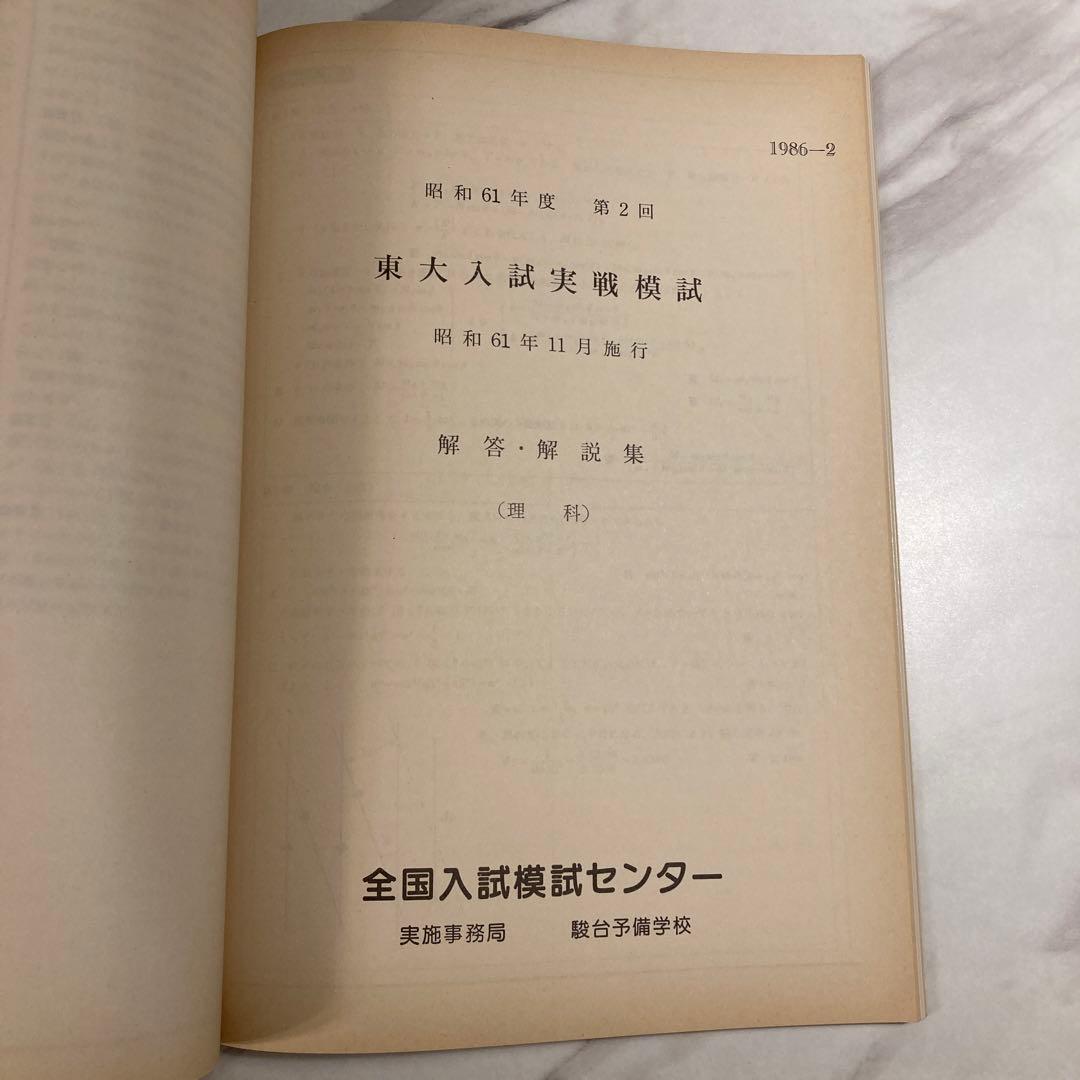 1986―2
昭和61年度 第2回
東大入試実戦模試
昭和61年11月施行
解答・解説集
（理 科）
全国入試模試センター
実施事務局 駿台予備学校